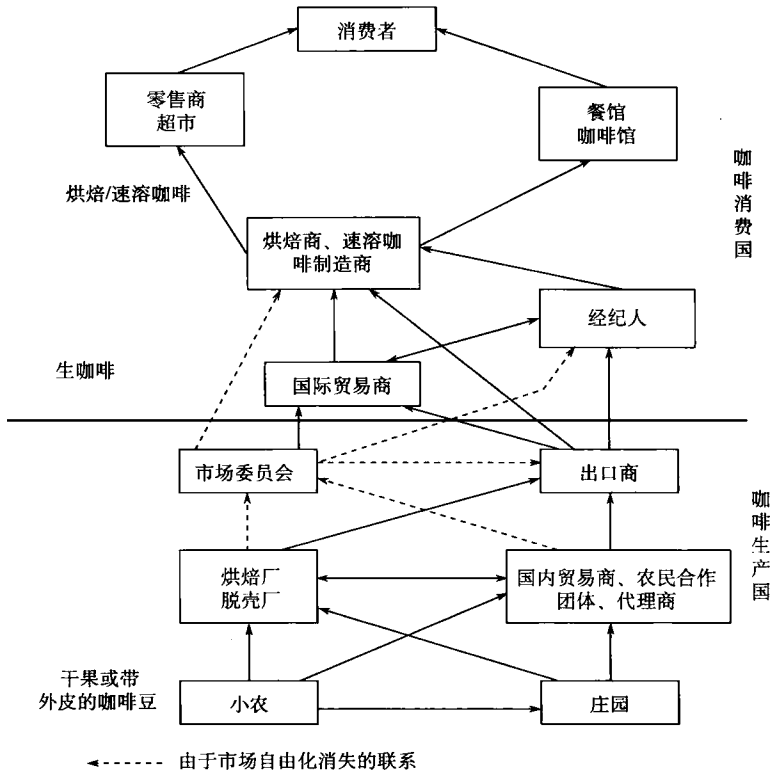 消费者
零售商
超市
餐馆
咖啡馆
咖啡消费国
烘焙/速溶咖啡
烘焙商、速溶咖
啡制造商
经纪人
生咖啡
国际贸易商
市场委员会
出口商
咖啡生产国
烘焙厂
脱壳厂
国内贸易商、农民合作
团体、代理商
干果或带
外皮的咖啡豆
小农
庄园
由于市场自由化消失的联系